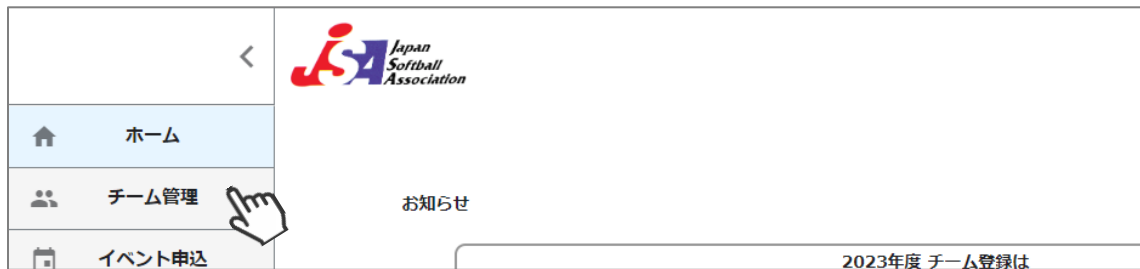 Japan
Softball
Association
JSA
ホーム
チーム管理
イベント申込
お知らせ
2023年度 チーム登録は